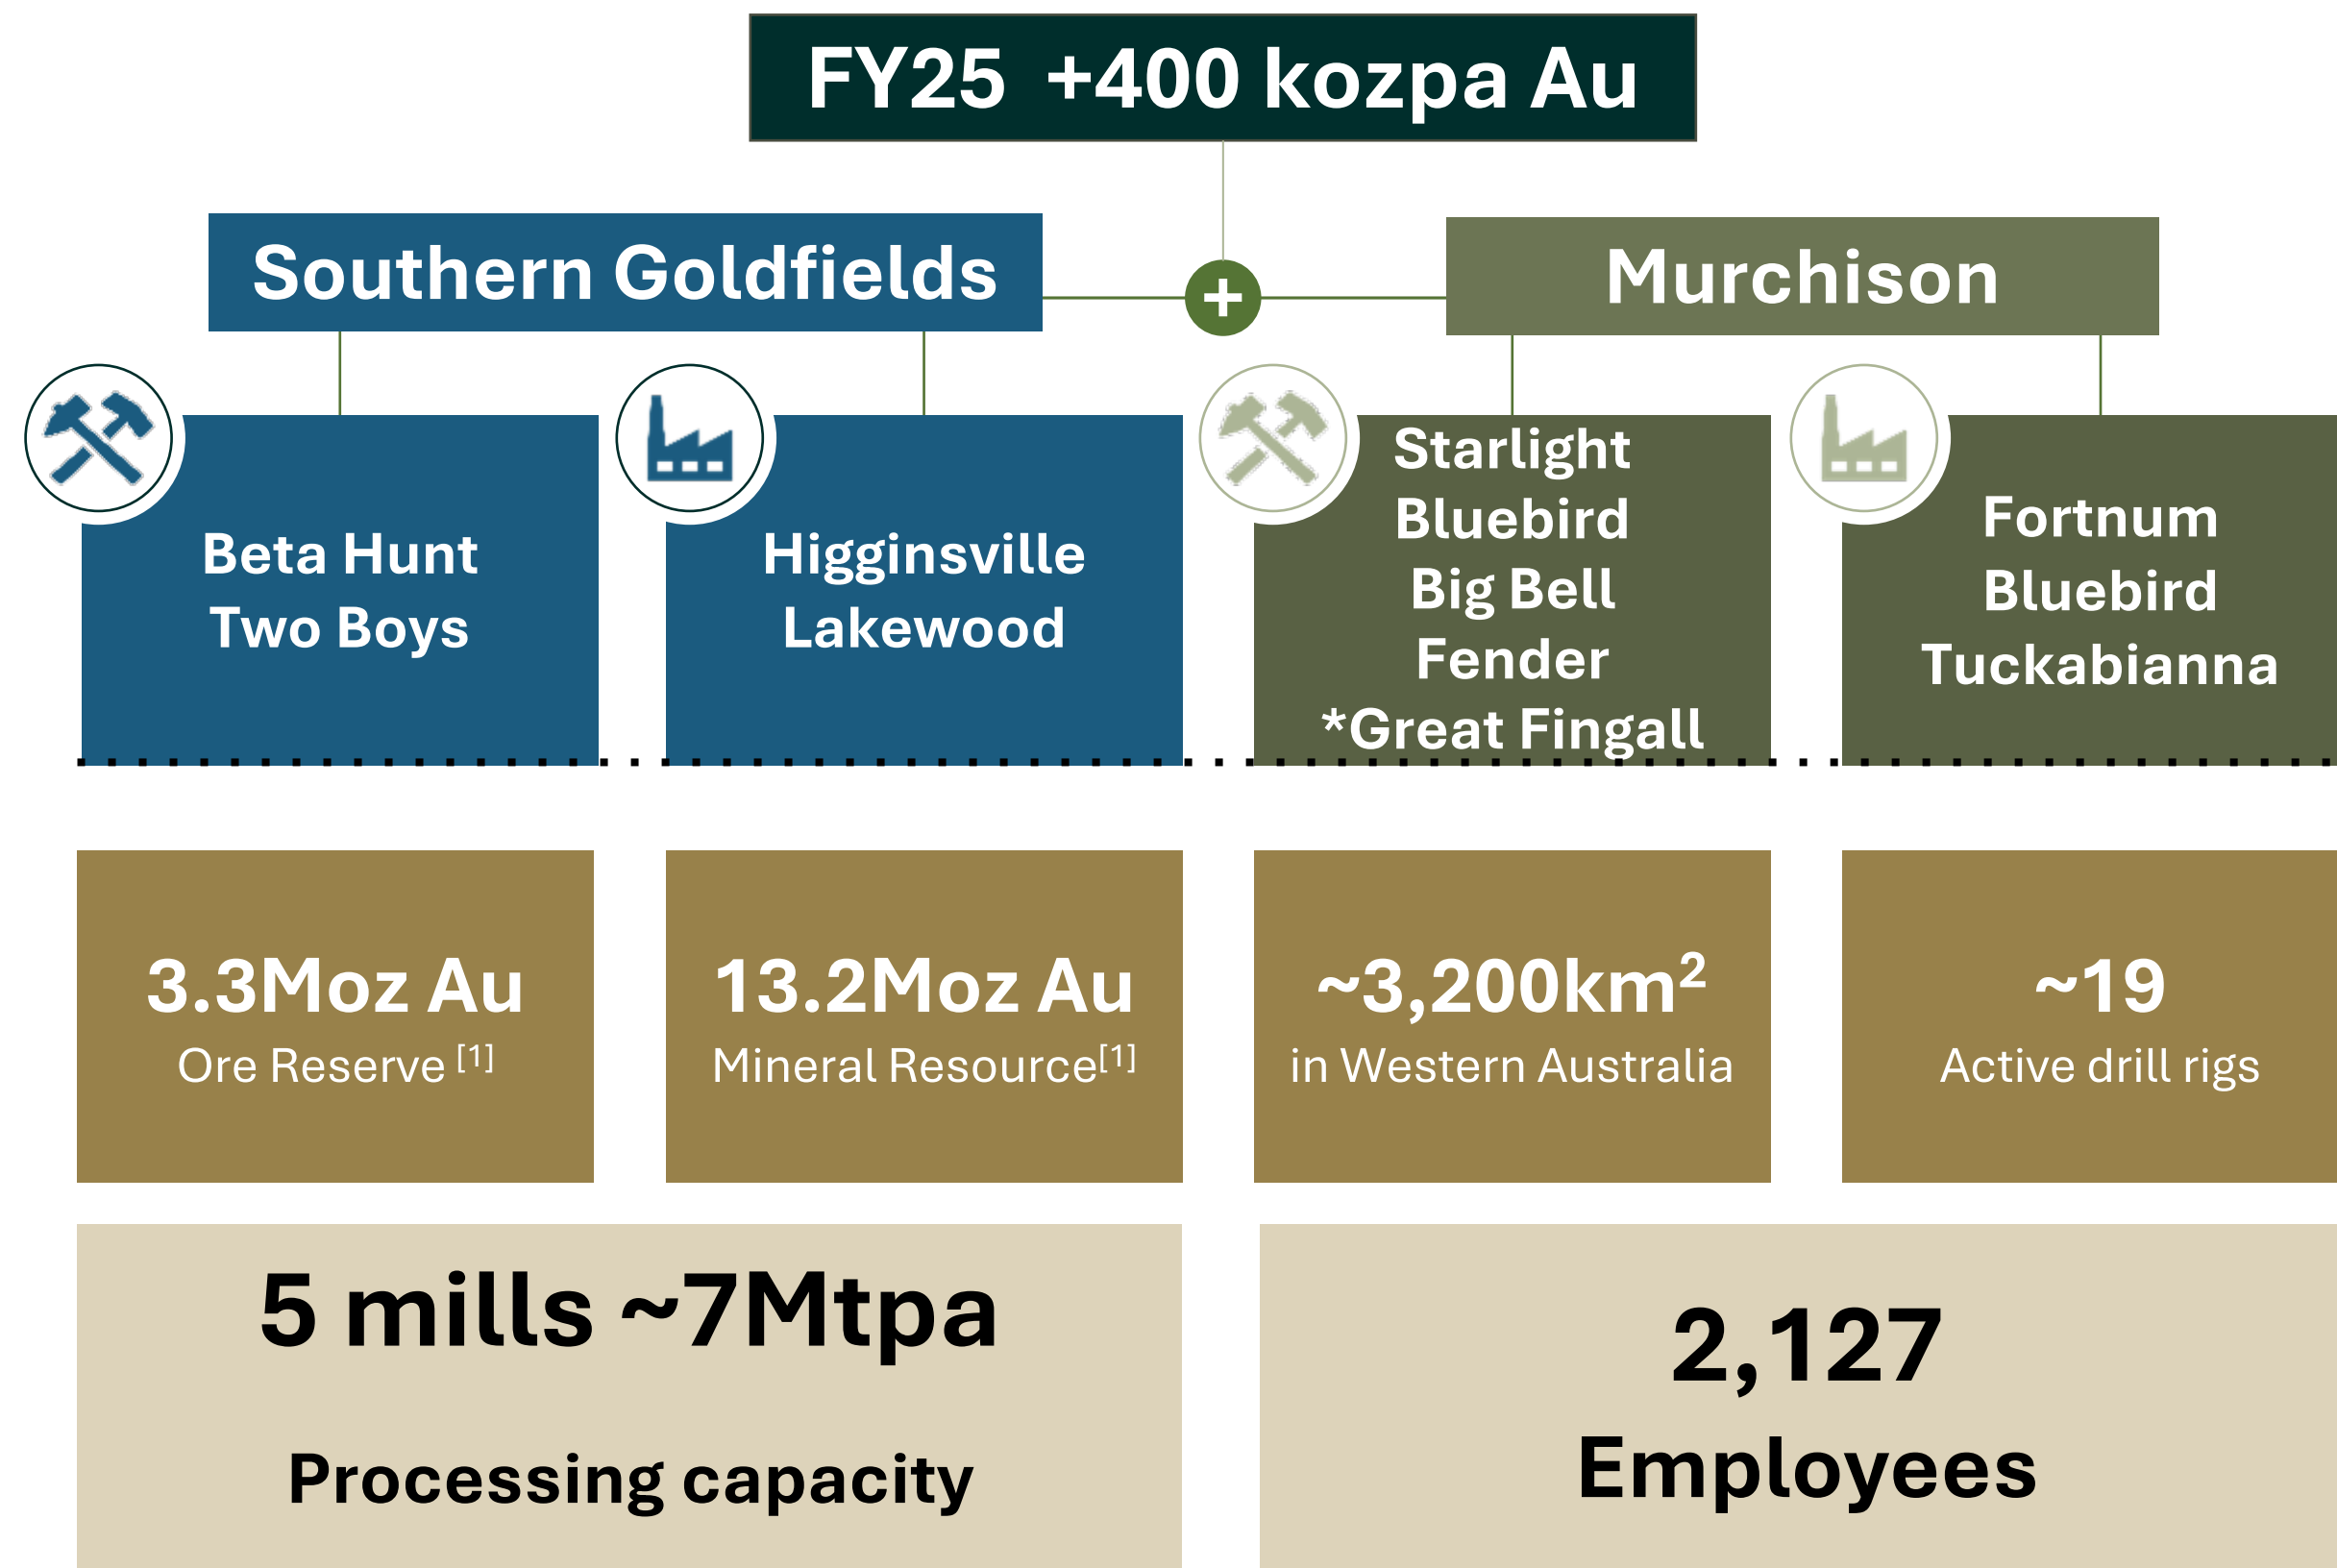 FY25 +400 kozpa Au
Southern Goldfields
+
Murchison
Beta Hunt
Two Boys
Higginsville
Lakewood
Starlight
Bluebird
Big Bell
Fender
*Great Fingall
Fortnum
Bluebird
Tuckabianna
3.3Moz Au
Ore Reserve [1]
13.2Moz Au
Mineral Resource[1]
~3,200km²
in Western Australia
~19
Active drill rigs
5 mills ~7Mtpa
Processing capacity
2,127
Employees